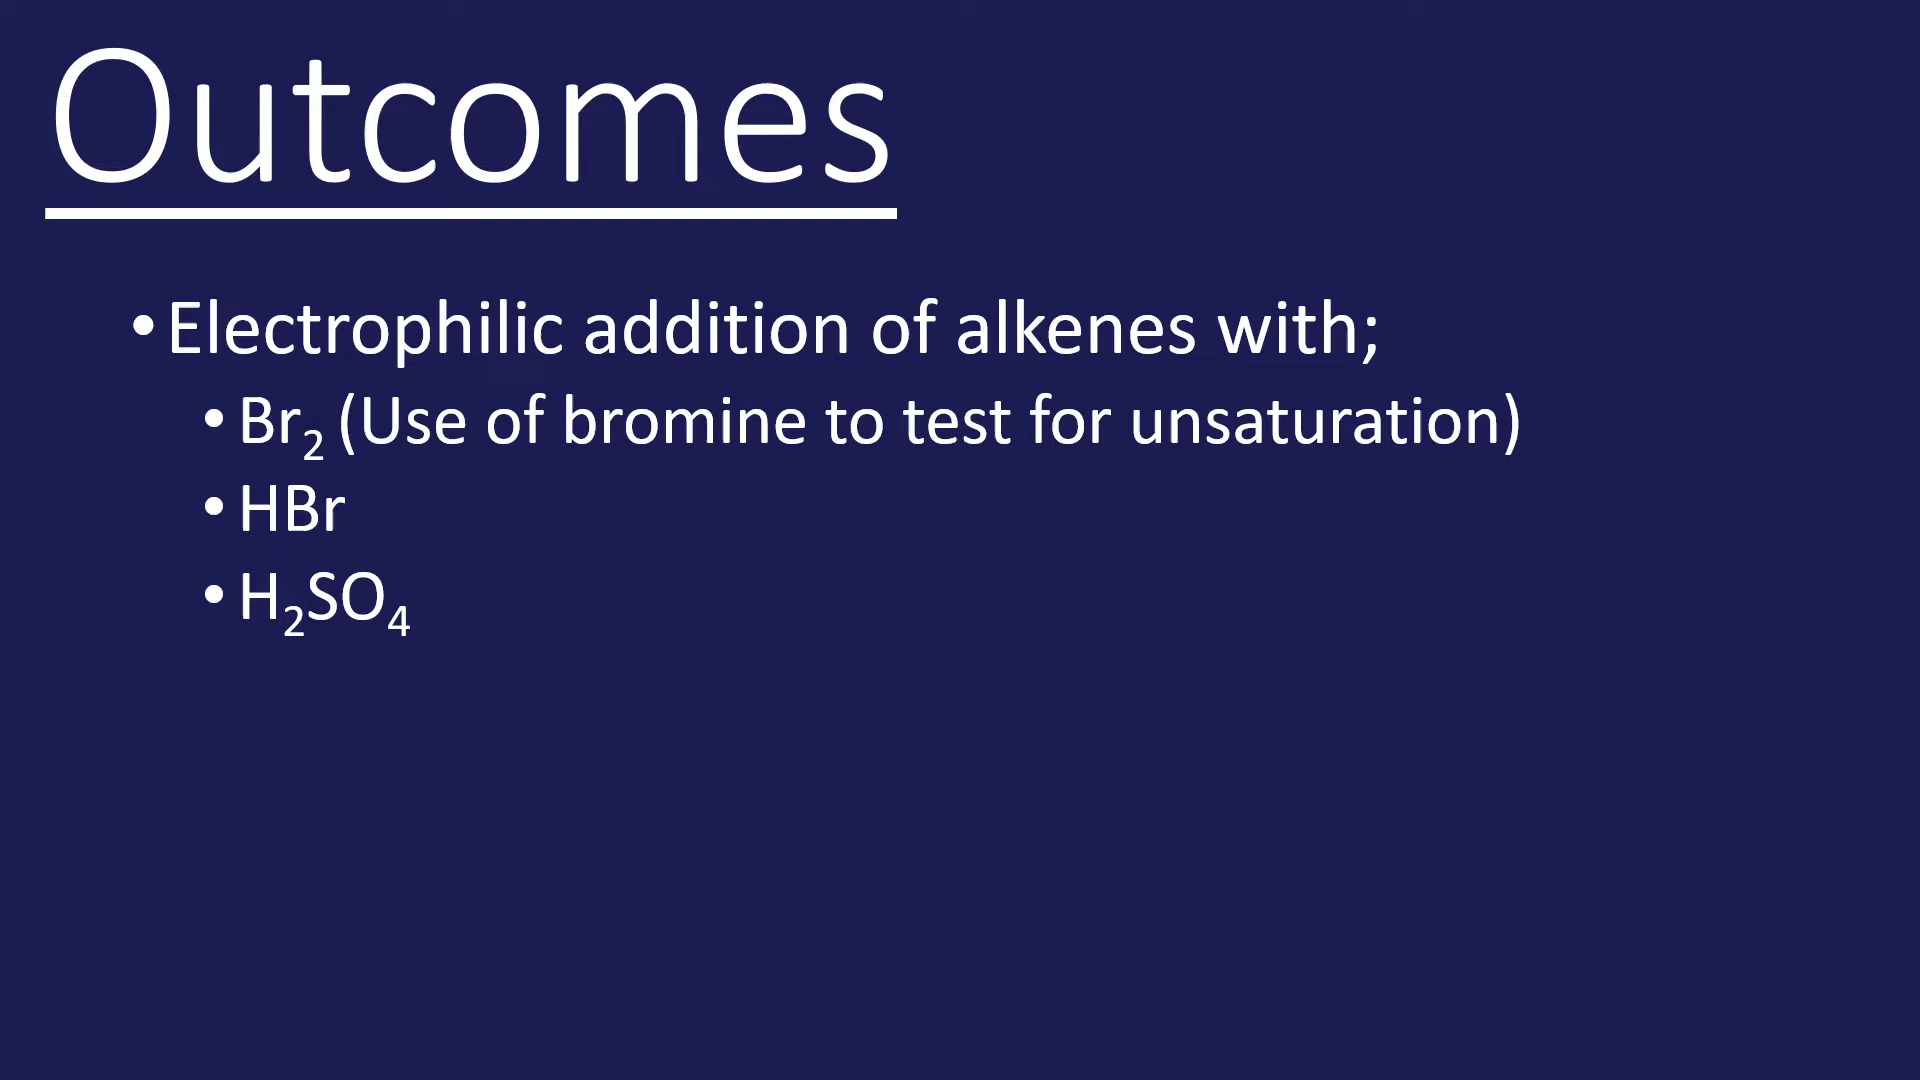 Outcomes
•Electrophilic addition of alkenes with;
•Br₂ (Use of bromine to test for unsaturation)
•HBr
•H₂SO₄